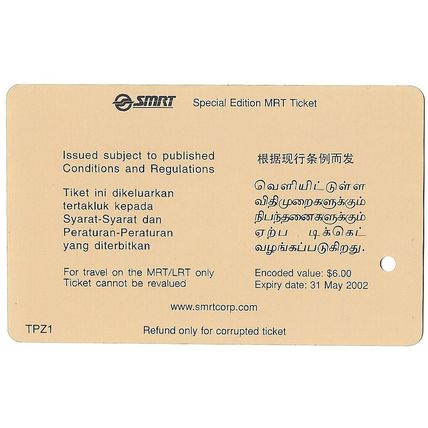 SMRT Special Edition MRT Ticket
Issued subject to published
Conditions and Regulations
Tiket ini dikeluarkan
tertakluk kepada
Syarat-Syarat dan
Peraturan-Peraturan
yang diterbitkan
For travel on the MRT/LRT only
Ticket cannot be revalued
根据现行条例而发
வெளியிட்டுள்ள
விதிமுறைகளுக்கும்
நிபந்தனைகளுக்கும்
ஏற்ப டிக்கெட்
வழங்கப்படுகிறது.
Encoded value: $6.00
Expiry date: 31 May 2002
www.smrtcorp.com
TPZ1
Refund only for corrupted ticket